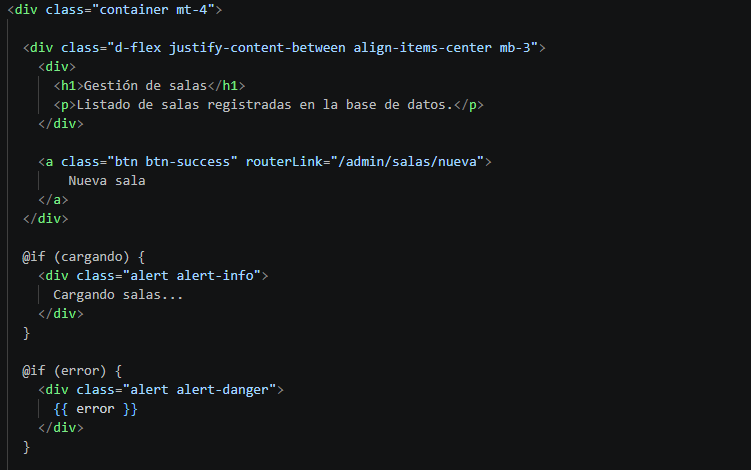 <div class="container mt-4">
<div class="d-flex justify-content-between align-items-center mb-3">
<div>
<h1>Gestión de salas</h1>
<p>Listado de salas registradas en la base de datos.</p>
</div>
<a class="btn btn-success" routerLink="/admin/salas/nueva">
Nueva sala
</a>
</div>
@if (cargando) {
<div class="alert alert-info">
Cargando salas...
</div>
}
@if (error) {
<div class="alert alert-danger">
{{ error }}
</div>
}